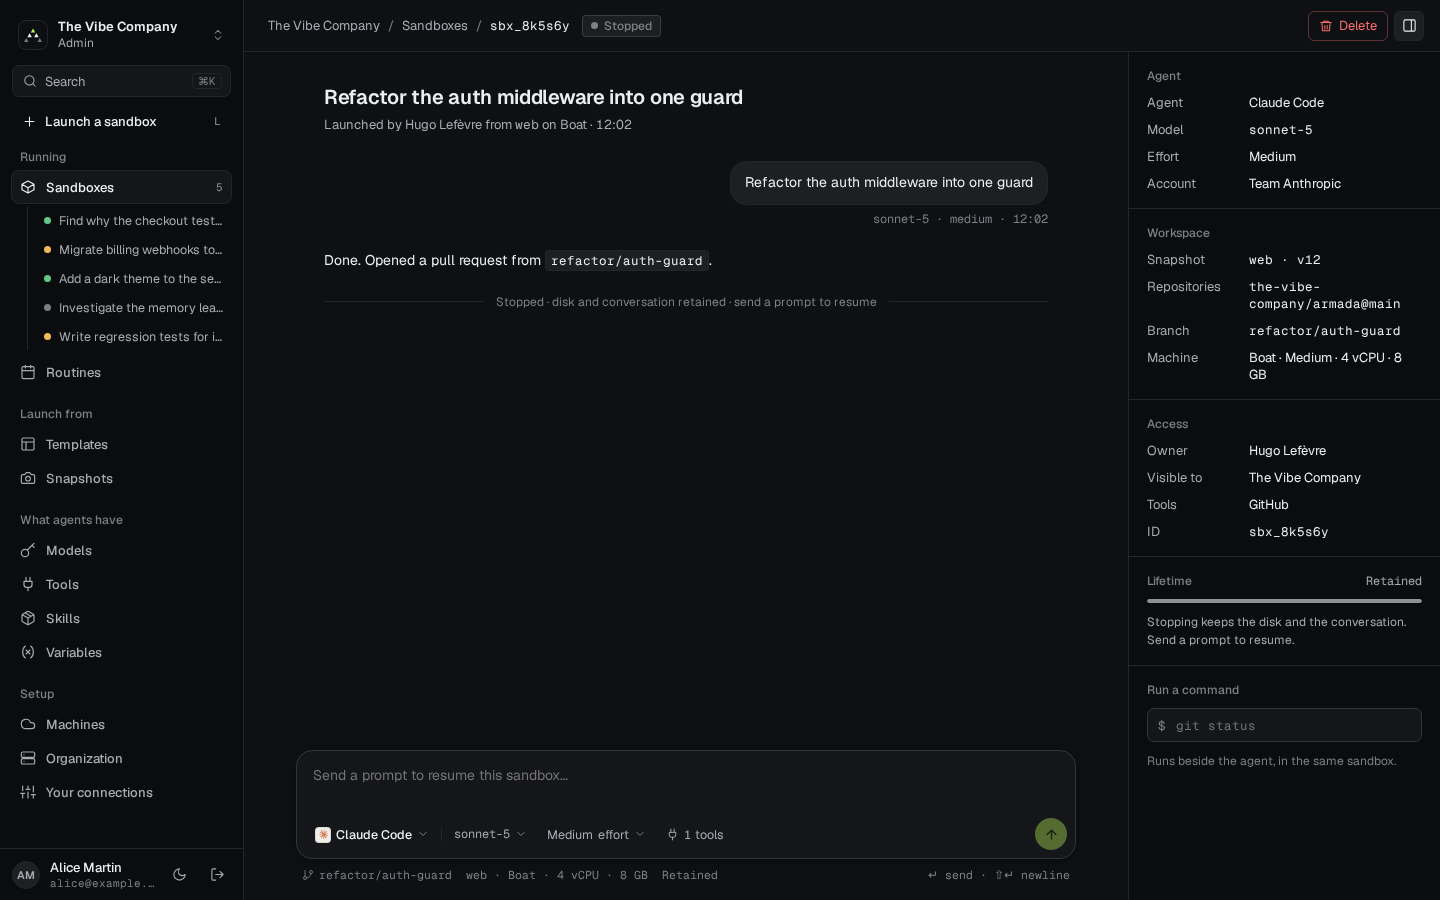 The Vibe Company
Admin
Search ⌘K
Launch a sandbox L
Running
Sandboxes 5
Find why the checkout test…
Migrate billing webhooks to…
Add a dark theme to the se…
Investigate the memory lea…
Write regression tests for i…
Routines
Launch from
Templates
Snapshots
What agents have
Models
Tools
Skills
Variables
Setup
Machines
Organization
Your connections
AM
Alice Martin
alice@example.…
The Vibe Company / Sandboxes / sbx_8k5s6y Stopped
Delete
Refactor the auth middleware into one guard
Launched by Hugo Lefèvre from web on Boat · 12:02
Refactor the auth middleware into one guard
sonnet-5 · medium · 12:02
Done. Opened a pull request from refactor/auth-guard.
Stopped · disk and conversation retained · send a prompt to resume
Send a prompt to resume this sandbox…
Claude Code sonnet-5 Medium effort 1 tools
refactor/auth-guard web · Boat · 4 vCPU · 8 GB Retained
↵ send · ⇧↵ newline
Agent
Agent Claude Code
Model sonnet-5
Effort Medium
Account Team Anthropic
Workspace
Snapshot web · v12
Repositories the-vibe-
company/armada@main
Branch refactor/auth-guard
Machine Boat · Medium · 4 vCPU · 8
GB
Access
Owner Hugo Lefèvre
Visible to The Vibe Company
Tools GitHub
ID sbx_8k5s6y
Lifetime Retained
Stopping keeps the disk and the conversation.
Send a prompt to resume.
Run a command
$ git status
Runs beside the agent, in the same sandbox.